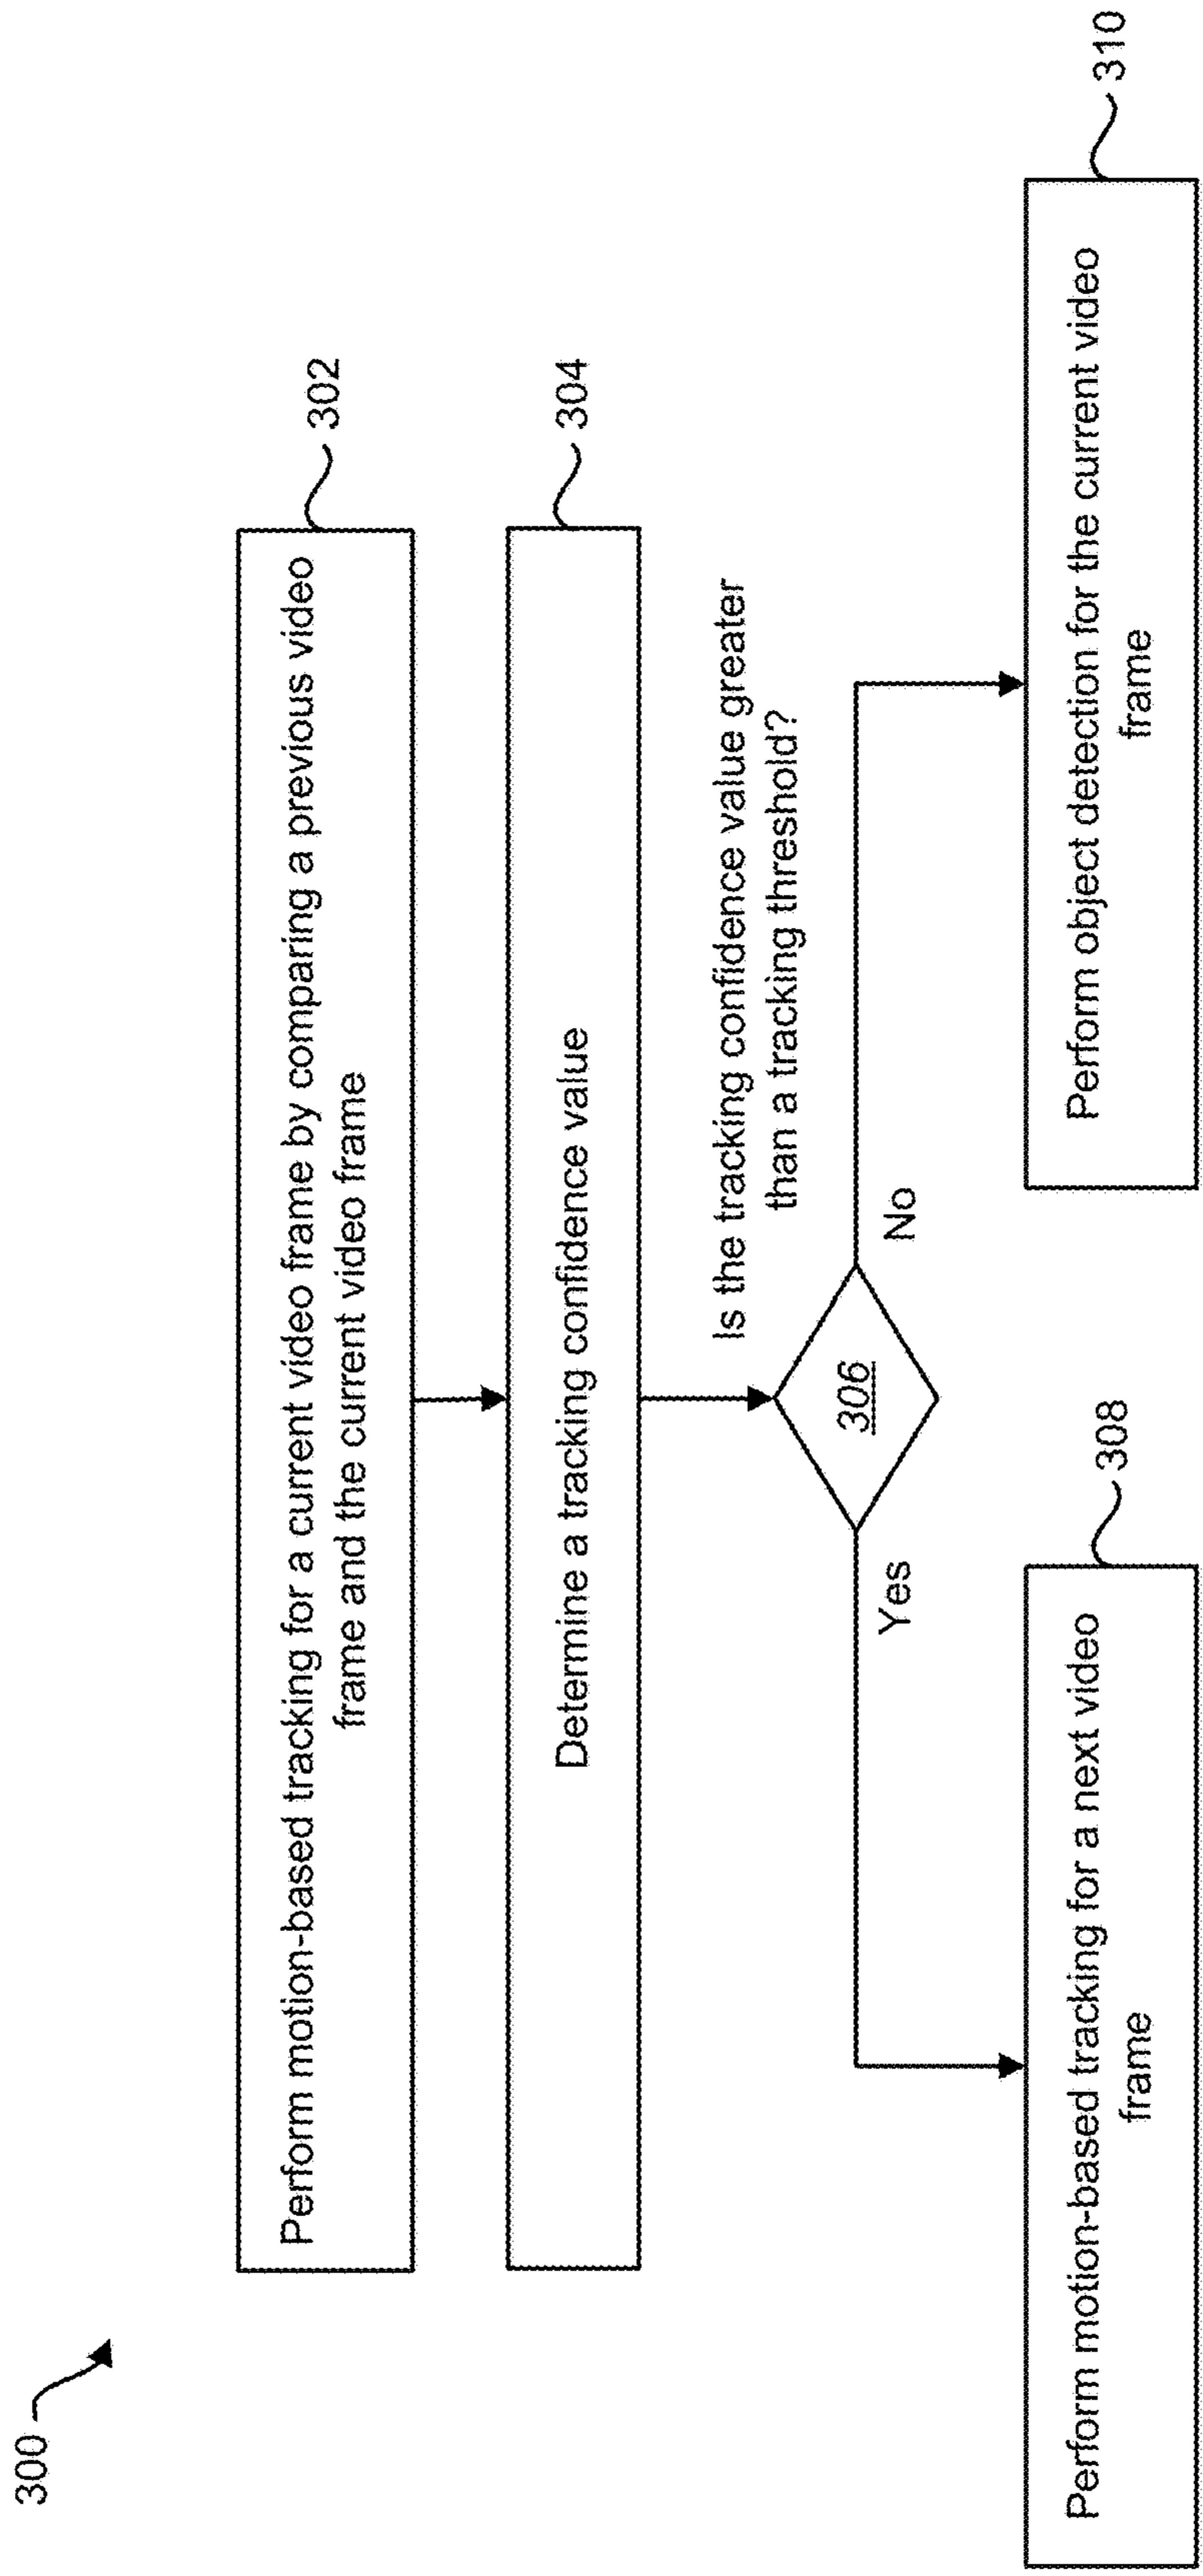 300
Perform motion-based tracking for a current video frame by comparing a previous video
frame and the current video frame
302
Determine a tracking confidence value
304
Is the tracking confidence value greater
than a tracking threshold?
306
Yes
No
Perform motion-based tracking for a next video
frame
308
Perform object detection for the current video
frame
310